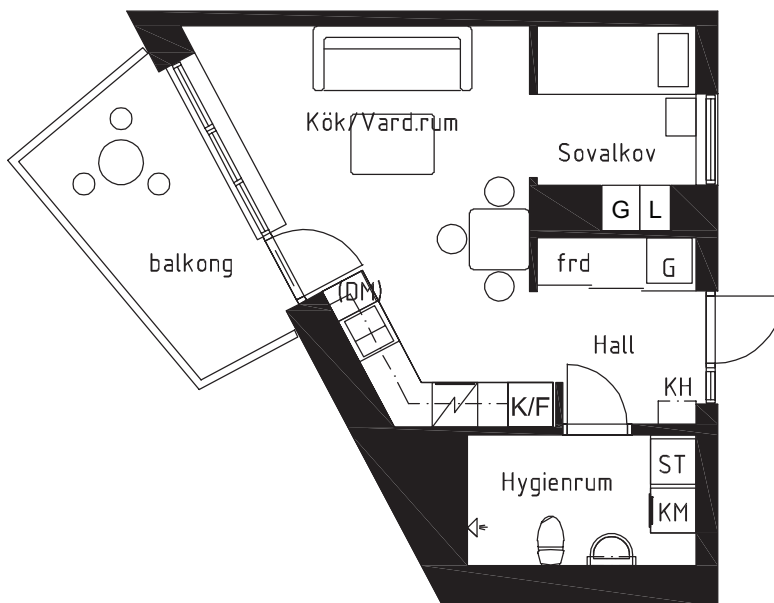 Kök/Vard.rum
Sovalkov
G L
balkong
frd
G
(DM)
Hall
KH
K/F
ST
Hygienrum
KM